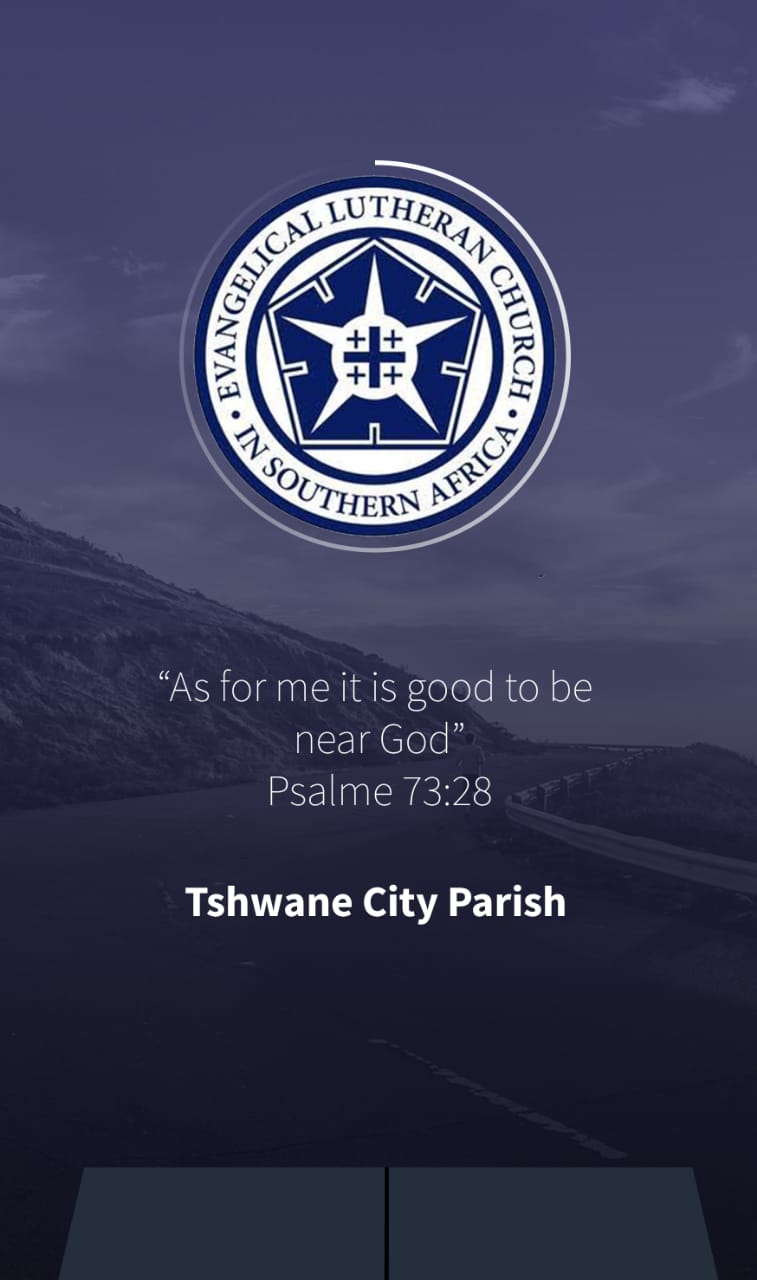 EVANGELICAL LUTHERAN CHURCH
• IN SOUTHERN AFRICA •
“As for me it is good to be
near God”
Psalme 73:28
Tshwane City Parish